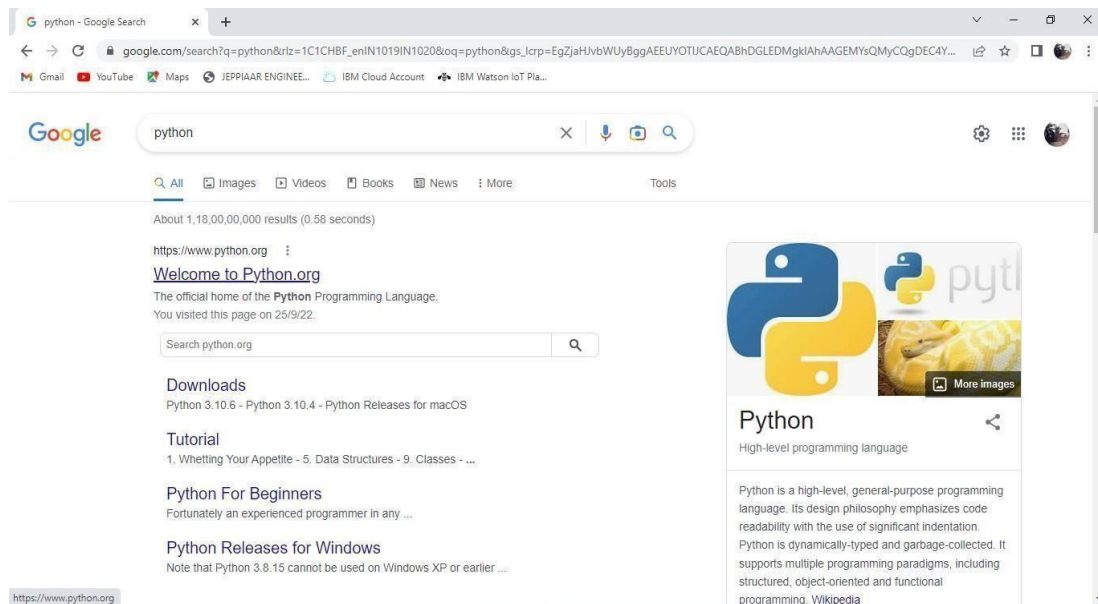 python - Google Search
google.com/search?q=python&rlz=1C1CHBF_enIN1019IN1020&oq=python&gs_lcrp=EgZjaHJvbWUyBggAEEUYOTIJCAEQABhDGLEDMgkIAhAAGEMYsQMyCQgDEC4Y...
Gmail YouTube Maps JEPPIAAR ENGINEE... IBM Cloud Account IBM Watson IoT Pla...
Google python
All Images Videos Books News More Tools
About 1,18,00,00,000 results (0.58 seconds)
https://www.python.org
Welcome to Python.org
The official home of the Python Programming Language.
You visited this page on 25/9/22.
Search python.org
Downloads
Python 3.10.6 - Python 3.10.4 - Python Releases for macOS
Tutorial
1. Whetting Your Appetite - 5. Data Structures - 9. Classes - ...
Python For Beginners
Fortunately an experienced programmer in any ...
Python Releases for Windows
Note that Python 3.8.15 cannot be used on Windows XP or earlier ...
pyth
More images
Python
High-level programming language
Python is a high-level, general-purpose programming
language. Its design philosophy emphasizes code
readability with the use of significant indentation.
Python is dynamically-typed and garbage-collected. It
supports multiple programming paradigms, including
structured, object-oriented and functional
programming. Wikipedia
https://www.python.org